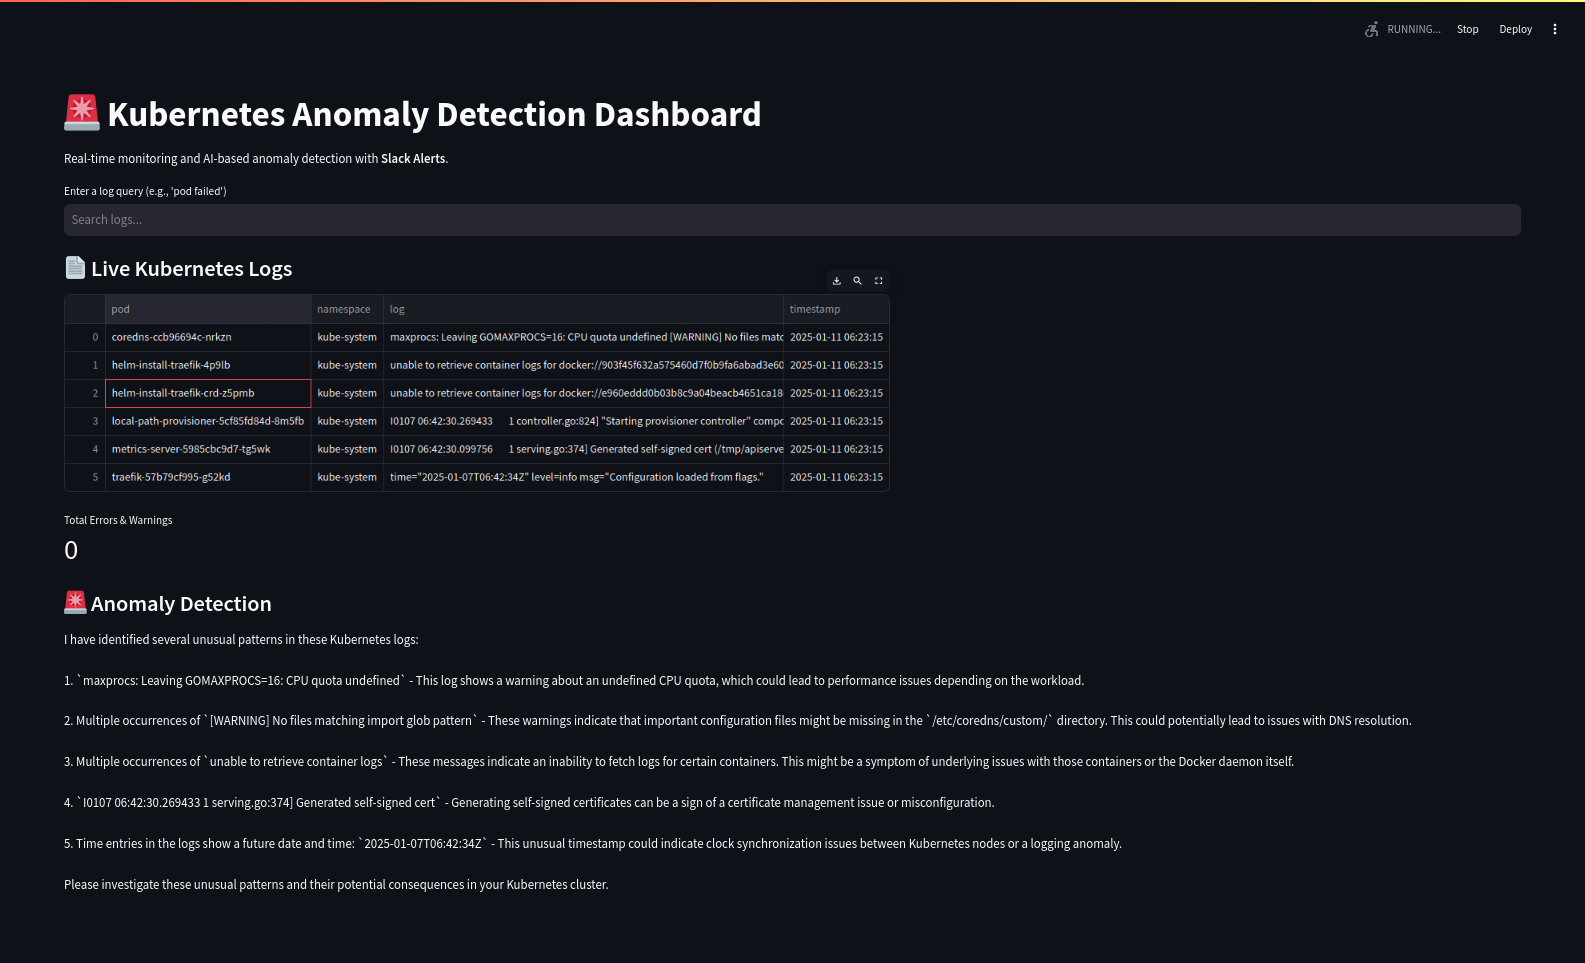 RUNNING...
Stop
Deploy
Kubernetes Anomaly Detection Dashboard
Real-time monitoring and AI-based anomaly detection with Slack Alerts.
Enter a log query (e.g., 'pod failed')
Search logs...
Live Kubernetes Logs
pod namespace log timestamp
0 coredns-ccb96694c-nrkzn kube-system maxprocs: Leaving GOMAXPROCS=16: CPU quota undefined [WARNING] No files matc 2025-01-11 06:23:15
1 helm-install-traefik-4p9lb kube-system unable to retrieve container logs for docker://903f45f632a575460d7f0b9fa6abad3e60 2025-01-11 06:23:15
2 helm-install-traefik-crd-z5pmb kube-system unable to retrieve container logs for docker://e960eddd0b03b8c9a04beacb4651ca18 2025-01-11 06:23:15
3 local-path-provisioner-5cf85fd84d-8m5fb kube-system I0107 06:42:30.269433 1 controller.go:824] "Starting provisioner controller" compo 2025-01-11 06:23:15
4 metrics-server-5985cbc9d7-tg5wk kube-system I0107 06:42:30.099756 1 serving.go:374] Generated self-signed cert (/tmp/apiserve 2025-01-11 06:23:15
5 traefik-57b79cf995-g52kd kube-system time="2025-01-07T06:42:34Z" level=info msg="Configuration loaded from flags." 2025-01-11 06:23:15
Total Errors & Warnings
0
Anomaly Detection
I have identified several unusual patterns in these Kubernetes logs:
1. `maxprocs: Leaving GOMAXPROCS=16: CPU quota undefined` - This log shows a warning about an undefined CPU quota, which could lead to performance issues depending on the workload.
2. Multiple occurrences of `[WARNING] No files matching import glob pattern` - These warnings indicate that important configuration files might be missing in the `/etc/coredns/custom/` directory. This could potentially lead to issues with DNS resolution.
3. Multiple occurrences of `unable to retrieve container logs` - These messages indicate an inability to fetch logs for certain containers. This might be a symptom of underlying issues with those containers or the Docker daemon itself.
4. `I0107 06:42:30.269433 1 serving.go:374] Generated self-signed cert` - Generating self-signed certificates can be a sign of a certificate management issue or misconfiguration.
5. Time entries in the logs show a future date and time: `2025-01-07T06:42:34Z` - This unusual timestamp could indicate clock synchronization issues between Kubernetes nodes or a logging anomaly.
Please investigate these unusual patterns and their potential consequences in your Kubernetes cluster.